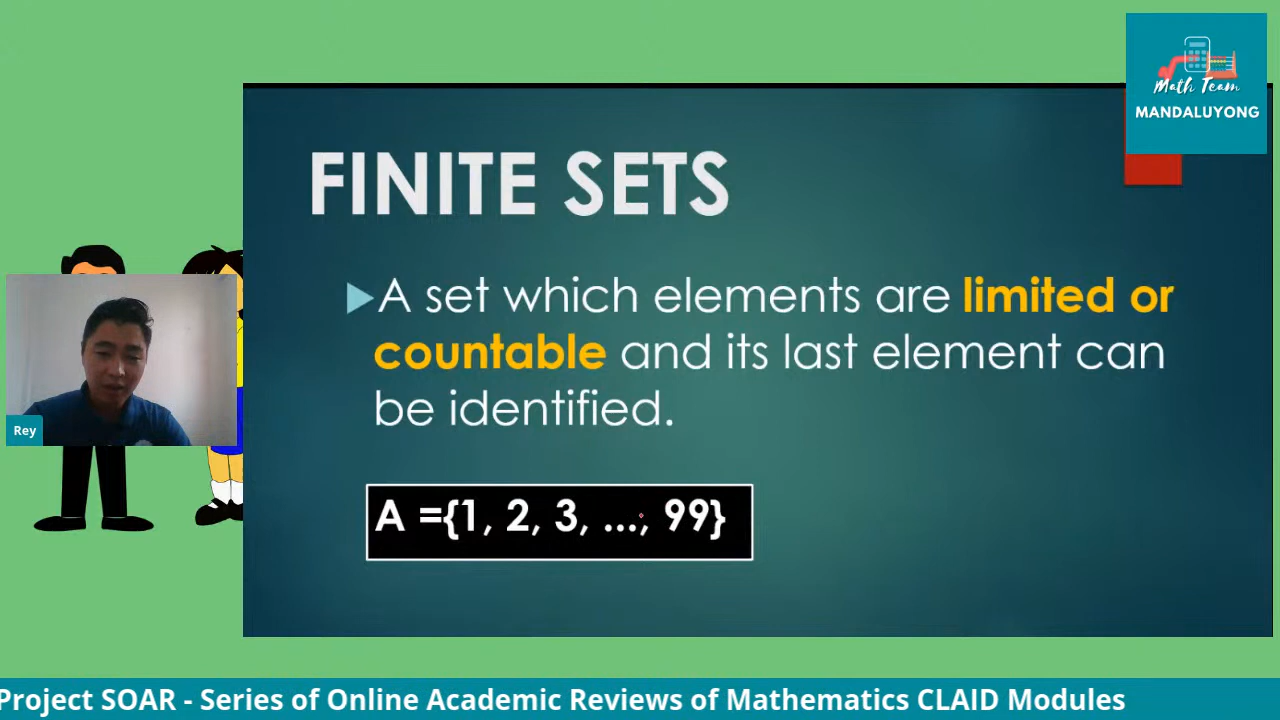 Math Team
MANDALUYONG
FINITE SETS
A set which elements are limited or
countable and its last element can
be identified.
Rey
A ={1, 2, 3, ..., 99}
Project SOAR - Series of Online Academic Reviews of Mathematics CLAID Modules